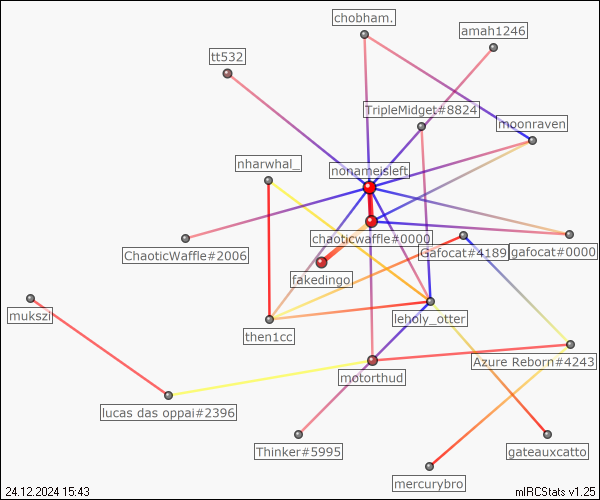 chobham.
amah1246
tt532
TripleMidget#8824
moonraven
nharwhal_
nonameisleft
chaoticwaffle#0000
ChaoticWaffle#2006
Gafocat#4189
gafocat#0000
fakedingo
mukszi
leholy_otter
then1cc
Azure Reborn#4243
motorthud
lucas das oppai#2396
Thinker#5995
gateauxcatto
mercurybro
24.12.2024 15:43
mIRCStats v1.25